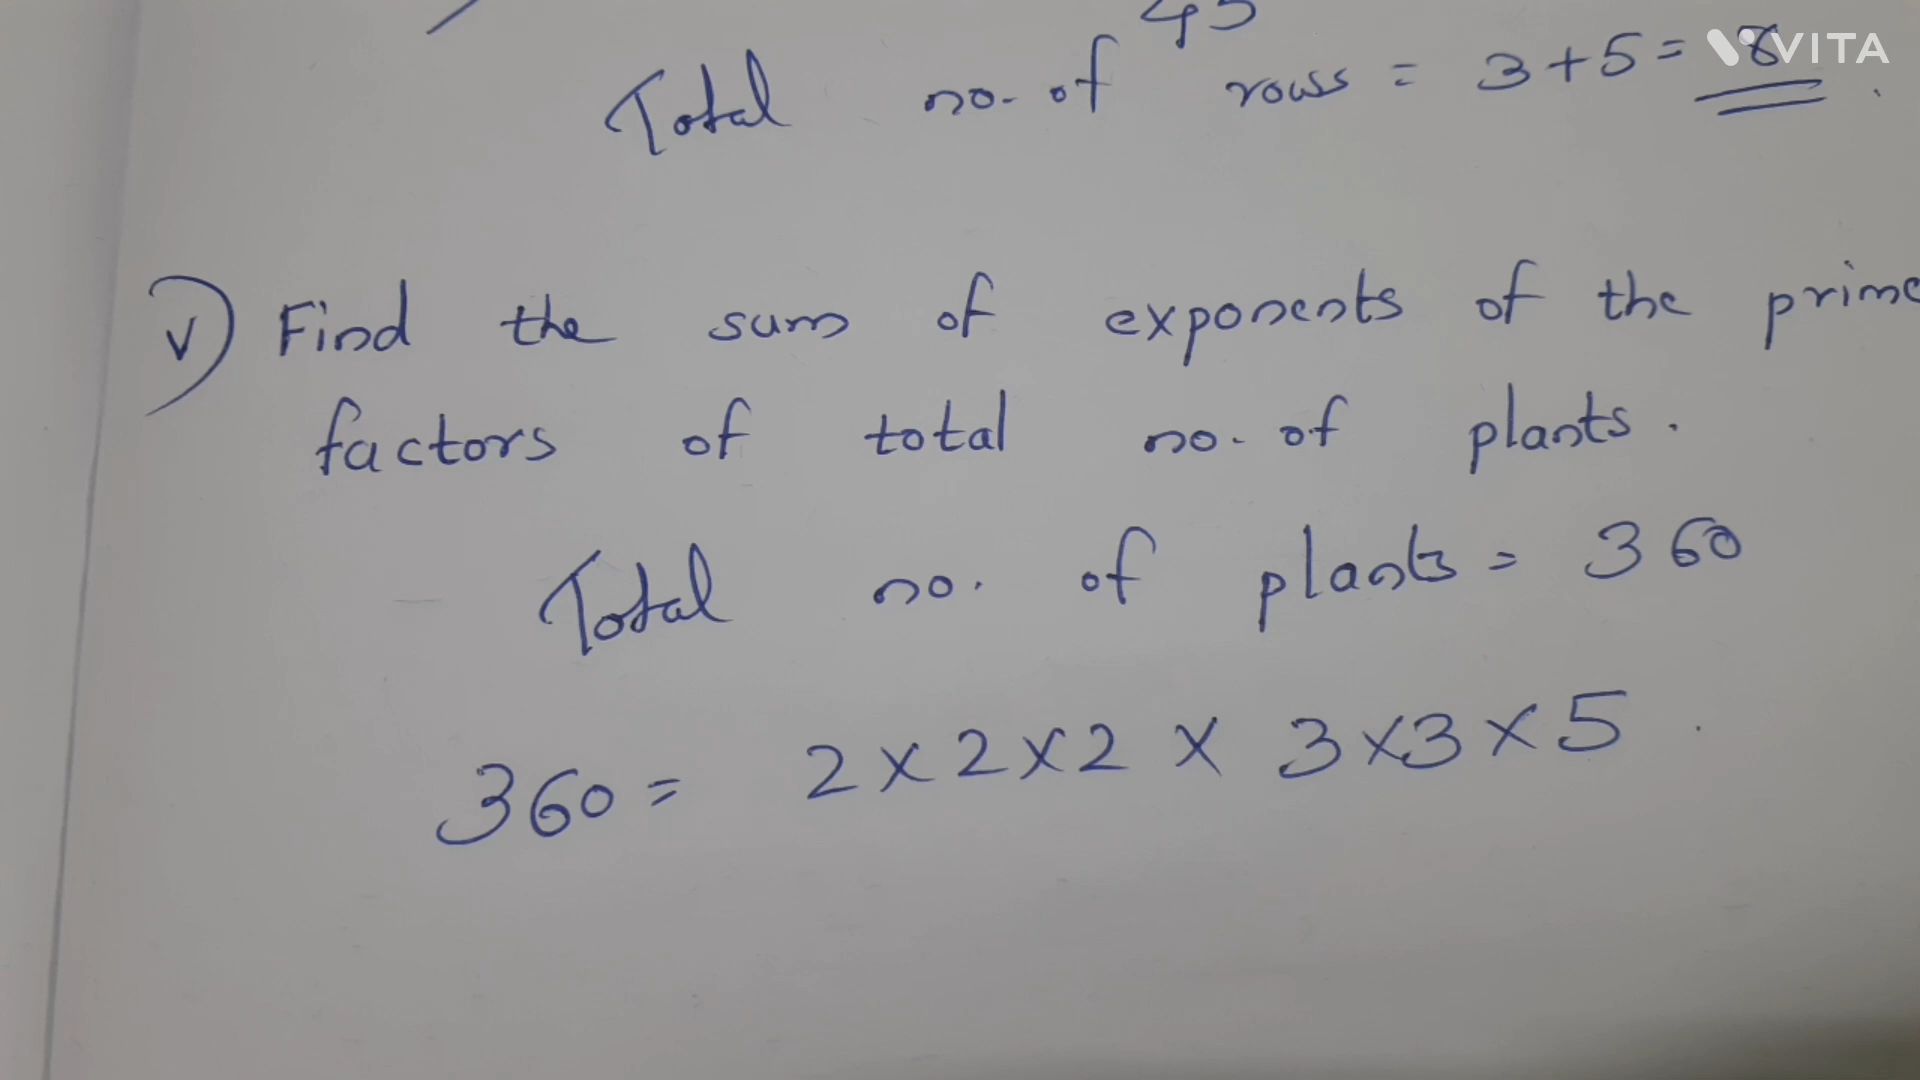 45
Total no. of rows = 3+5 = 8
VITA
v) Find the sum of exponents of the prime
factors of total no. of plants.
Total no. of plants = 360
360 = 2×2×2 × 3×3×5